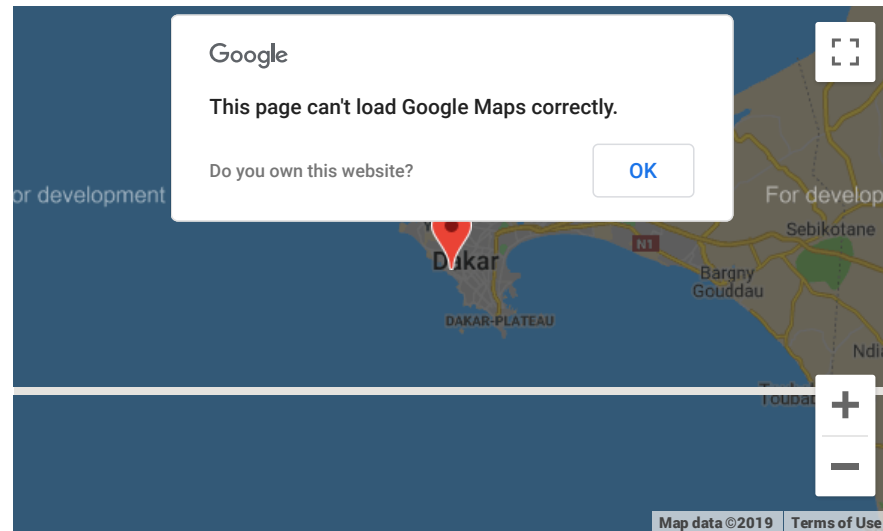 Google
This page can't load Google Maps correctly.
Do you own this website?
OK
or development
For develop
Sebikotane
N1
Dakar
Bargny
Gouddau
DAKAR-PLATEAU
Ndi
Toubab
Map data ©2019
Terms of Use